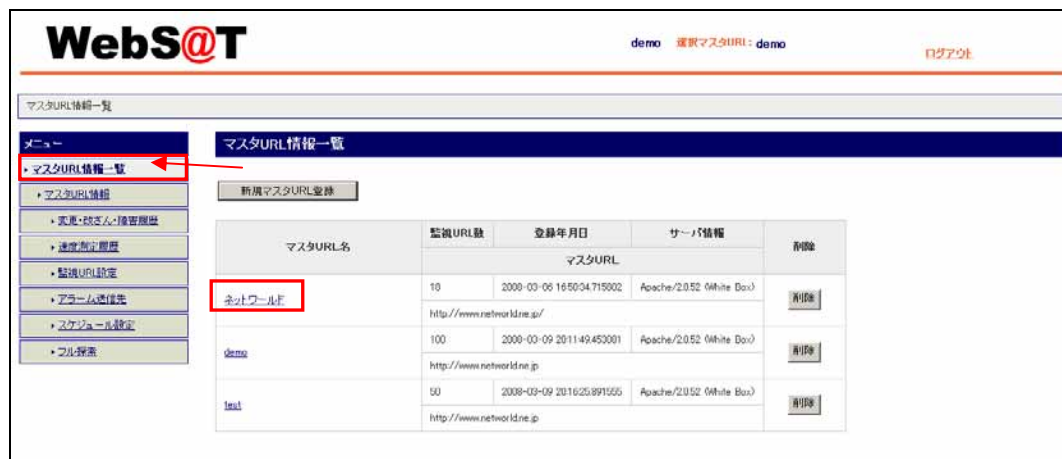 WebS@T
demo 選択マスタURL: demo
ログアウト
マスタURL情報一覧
メニュー
マスタURL情報一覧
マスタURL情報
変更・改ざん・障害履歴
速度測定履歴
監視URL設定
アラーム送信先
スケジュール設定
フル探索
マスタURL情報一覧
新規マスタURL登録
マスタURL名 監視URL数 登録年月日 サーバ情報 削除
マスタURL
ネットワールド 18 2008-03-06 16:50:34.715802 Apache/2.0.52 (White Box) 削除
http://www.networld.ne.jp/
demo 100 2008-03-09 20:11:49.453081 Apache/2.0.52 (White Box) 削除
http://www.networld.ne.jp
test 50 2008-03-09 20:16:25.891555 Apache/2.0.52 (White Box) 削除
http://www.networld.ne.jp